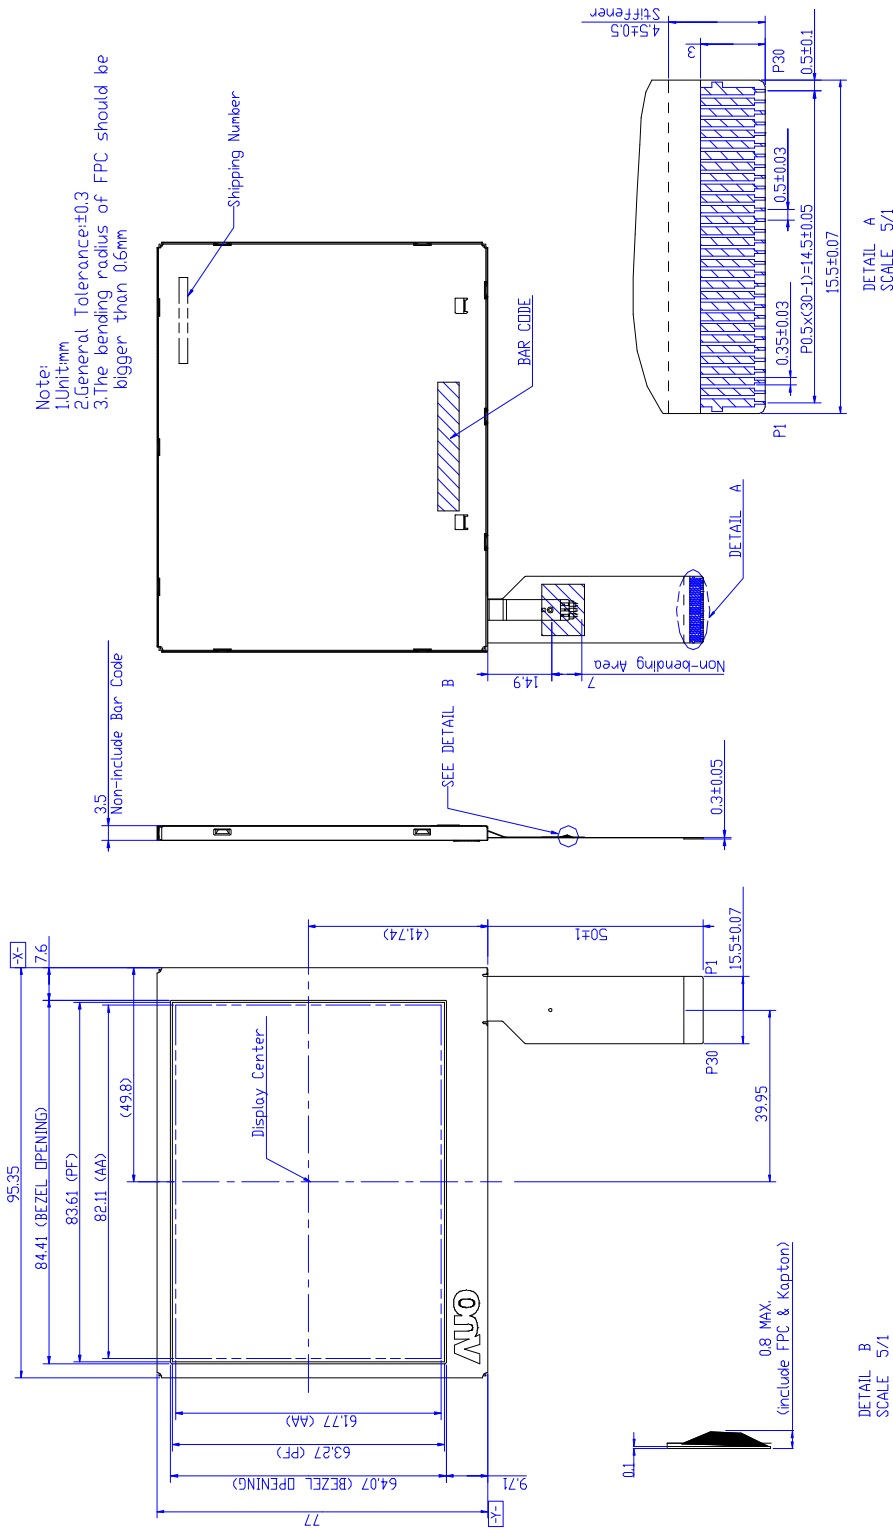 Note:
1.Unit:mm
2.General Tolerance:±0.3
3.The bending radius of FPC should be
bigger than 0.6mm
-X-
95.35
7.6
84.41 (BEZEL OPENING)
83.61 (PF)
82.11 (AA)
(49.8)
Display Center
61.77 (AA)
63.27 (PF)
64.07 (BEZEL OPENING)
9.71
77
-Y-
AUO
(41.74)
50±1
P1
P30
15.5±0.07
39.95
3.5
Non-include Bar Code
SEE DETAIL B
0.3±0.05
Shipping Number
BAR CODE
14.9
7
Non-bending Area
DETAIL A
4.5±0.5
Stiffener
3
P30
0.5±0.1
0.5±0.03
0.35±0.03
P0.5x(30-1)=14.5±0.05
15.5±0.07
P1
DETAIL A
SCALE 5/1
0.1
0.8 MAX.
(include FPC & Kapton)
DETAIL B
SCALE 5/1